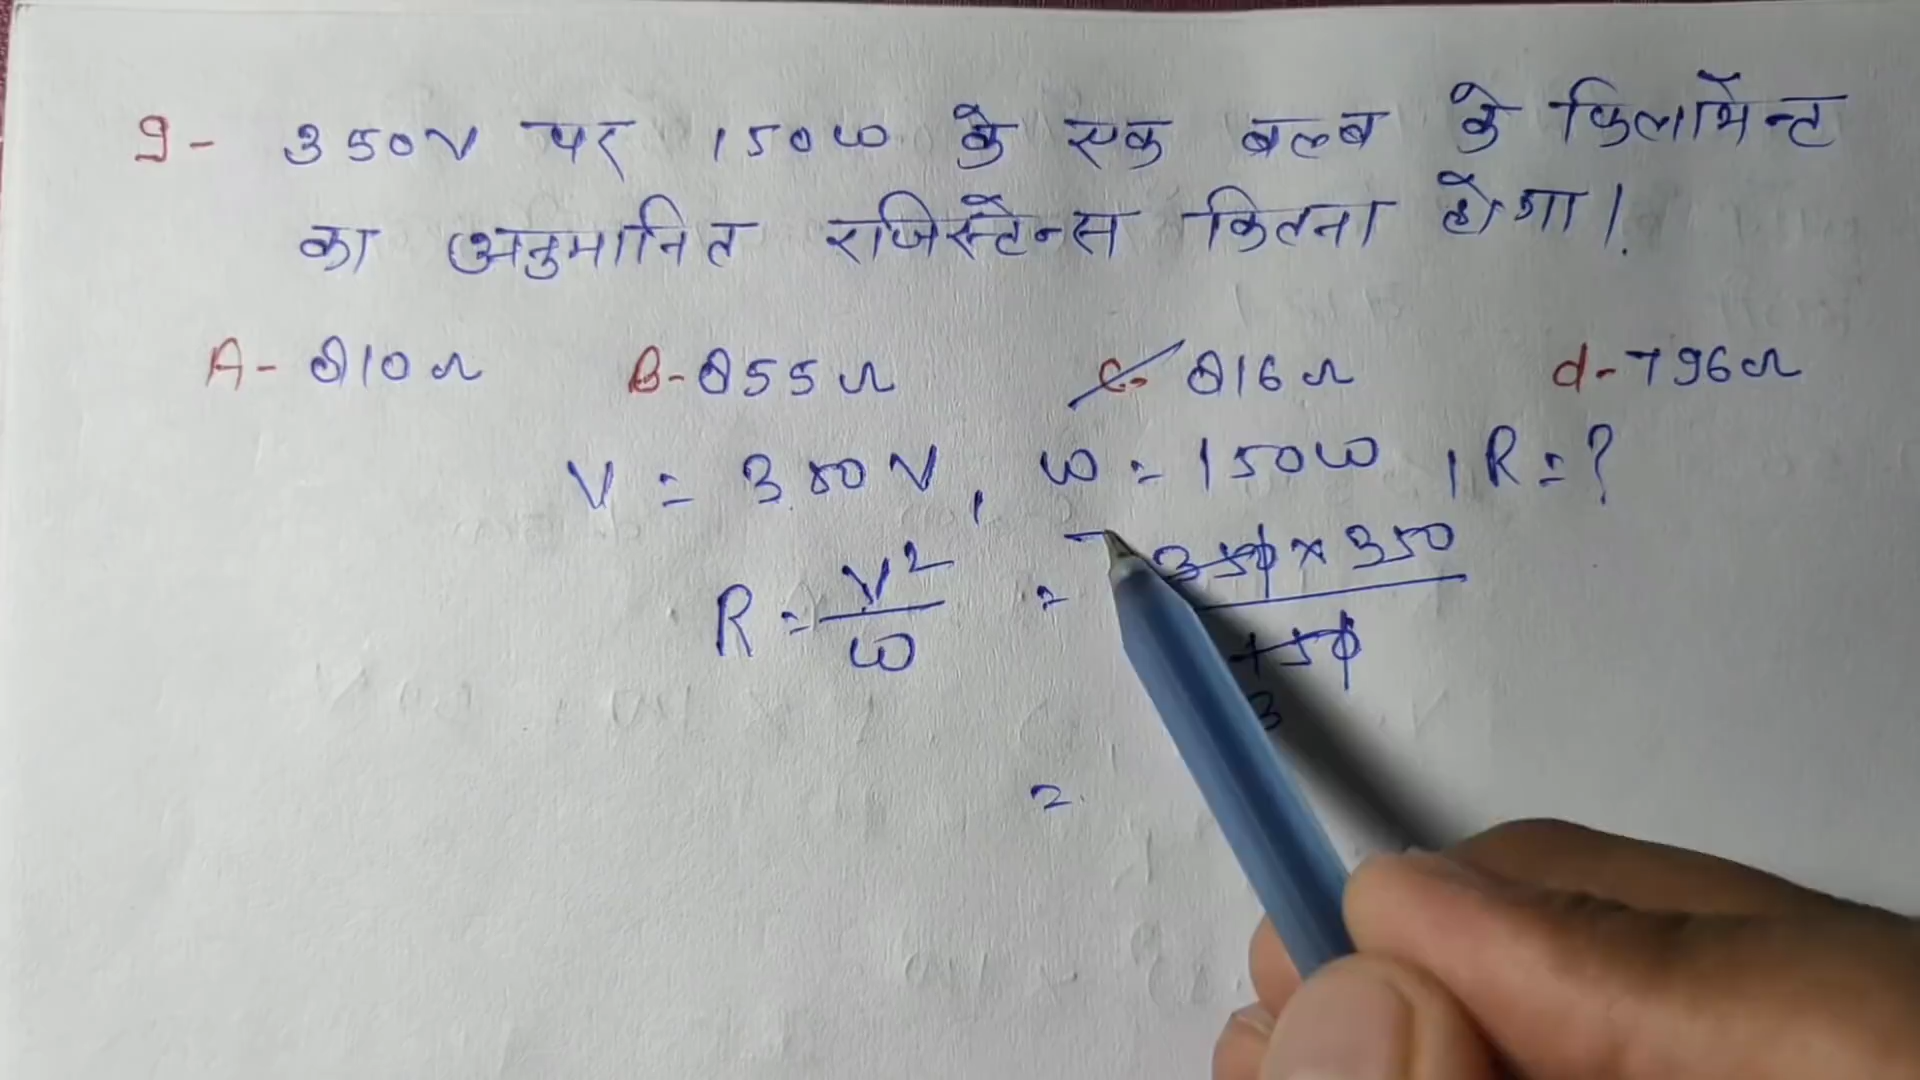 9- 350V पर 150W के एक बल्ब के फिलामेन्ट
का अनुमानित रजिस्टेन्स कितना होगा।
A- 810Ω B- 855Ω C- 816Ω d- 796Ω
V = 350V, W = 150W, R = ?
R = V²/W = 350 x 350
150
3
=